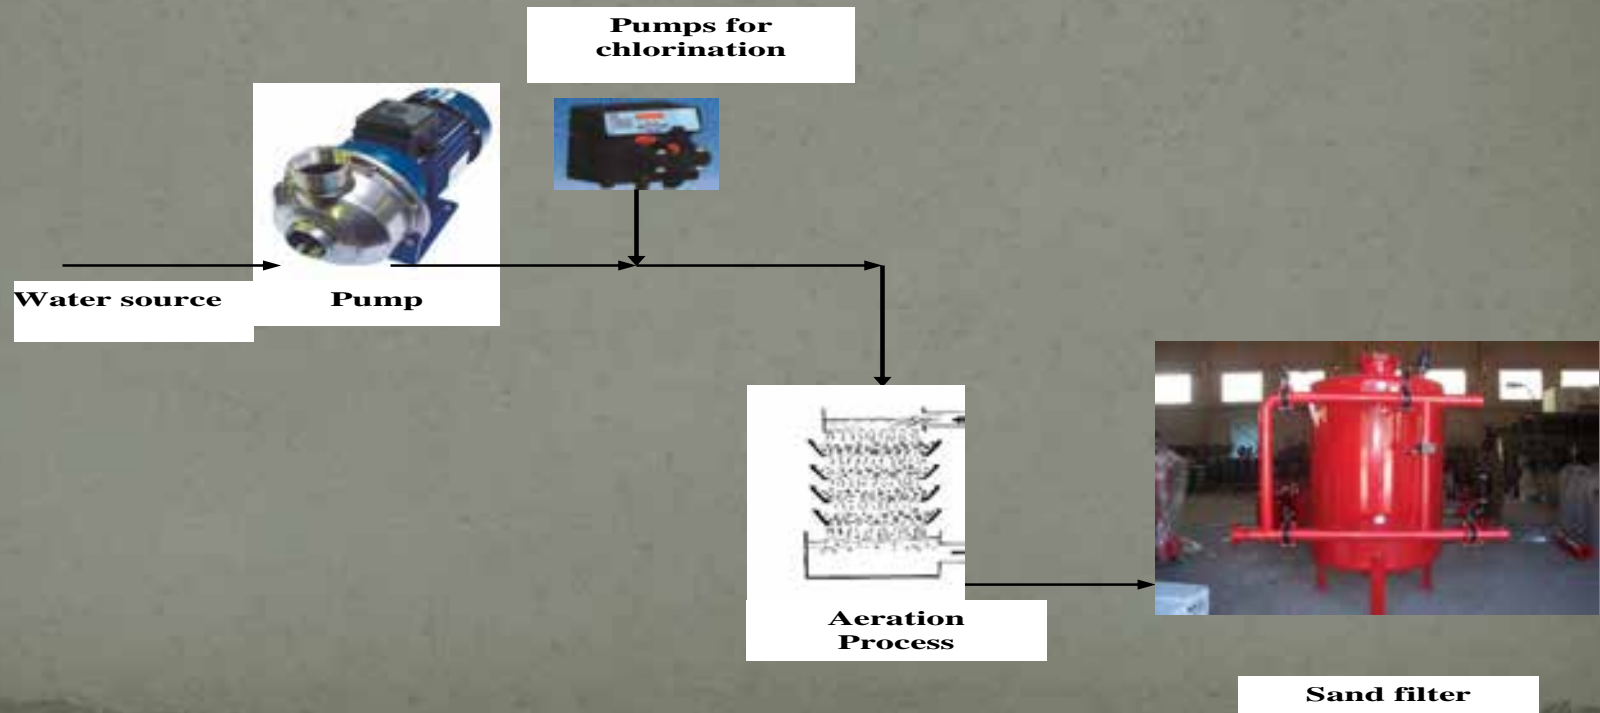 Pumps for
chlorination
Water source
Pump
Aeration
Process
Sand filter